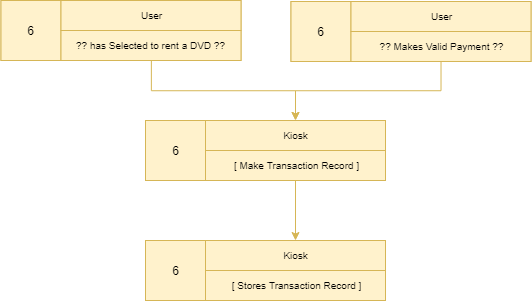 6
User
?? has Selected to rent a DVD ??
6
User
?? Makes Valid Payment ??
6
Kiosk
[ Make Transaction Record ]
6
Kiosk
[ Stores Transaction Record ]